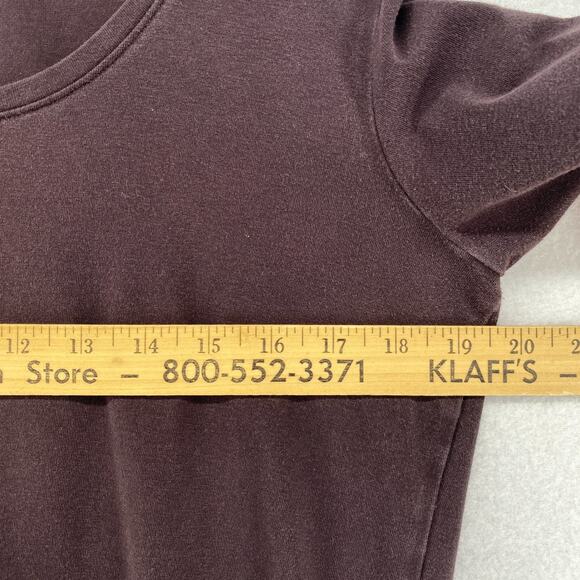 12 13 14 15 16 17 18 19 20
Store – 800-552-3371 KLAFF'S –